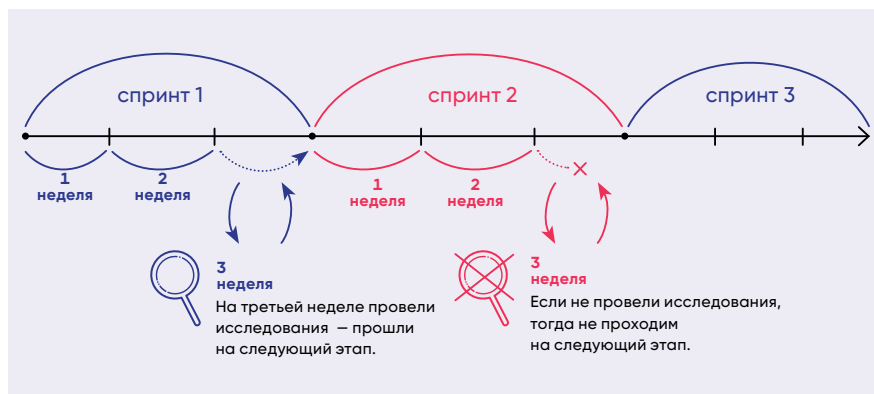 спринт 1
спринт 2
спринт 3
1
неделя
2
неделя
1
неделя
2
неделя
3
неделя
На третьей неделе провели
исследования – прошли
на следующий этап.
3
неделя
Если не провели исследования,
тогда не проходим
на следующий этап.